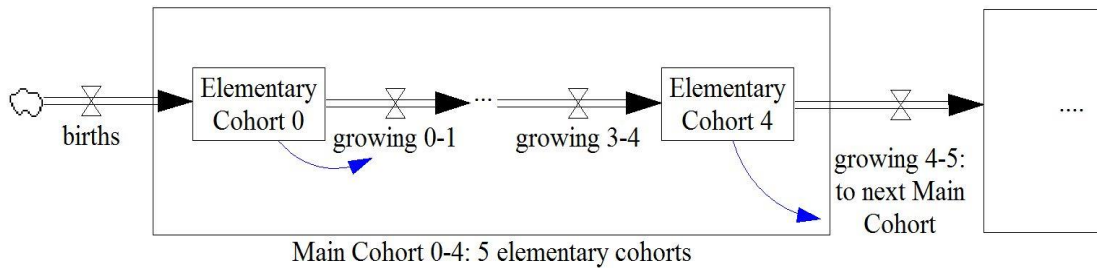 births
Elementary
Cohort 0
growing 0-1
...
growing 3-4
Elementary
Cohort 4
growing 4-5:
to next Main
Cohort
....
Main Cohort 0-4: 5 elementary cohorts